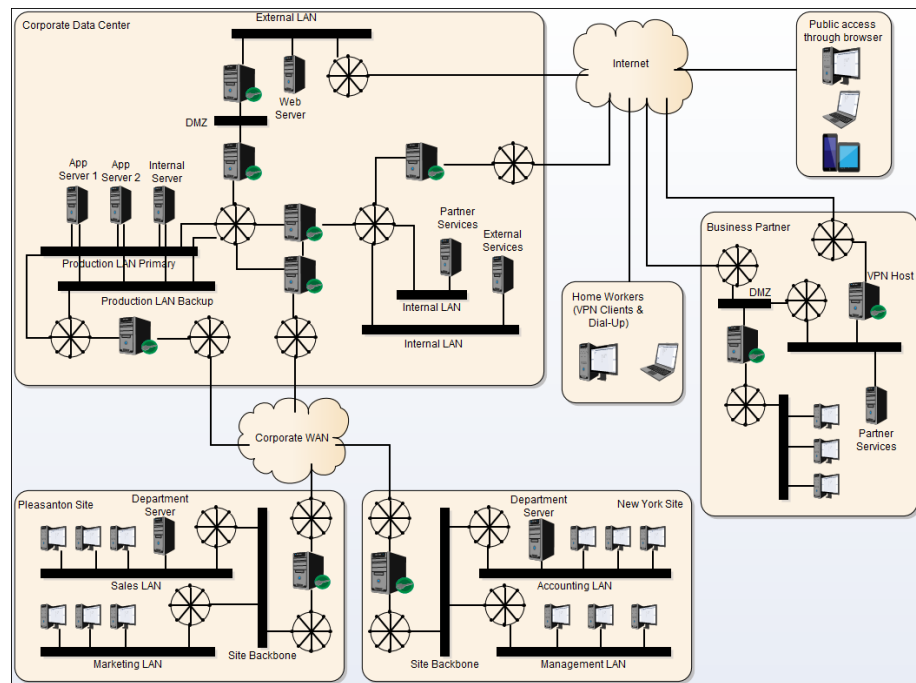 Corporate Data Center
External LAN
Web
Server
DMZ
App
Server 1
App
Server 2
Internal
Server
Production LAN Primary
Production LAN Backup
Partner
Services
External
Services
Internal LAN
Internal LAN
Internet
Public access
through browser
Home Workers
(VPN Clients &
Dial-Up)
Business Partner
VPN Host
DMZ
Partner
Services
Corporate WAN
Pleasanton Site
Department
Server
Sales LAN
Marketing LAN
Site Backbone
New York Site
Department
Server
Accounting LAN
Site Backbone
Management LAN